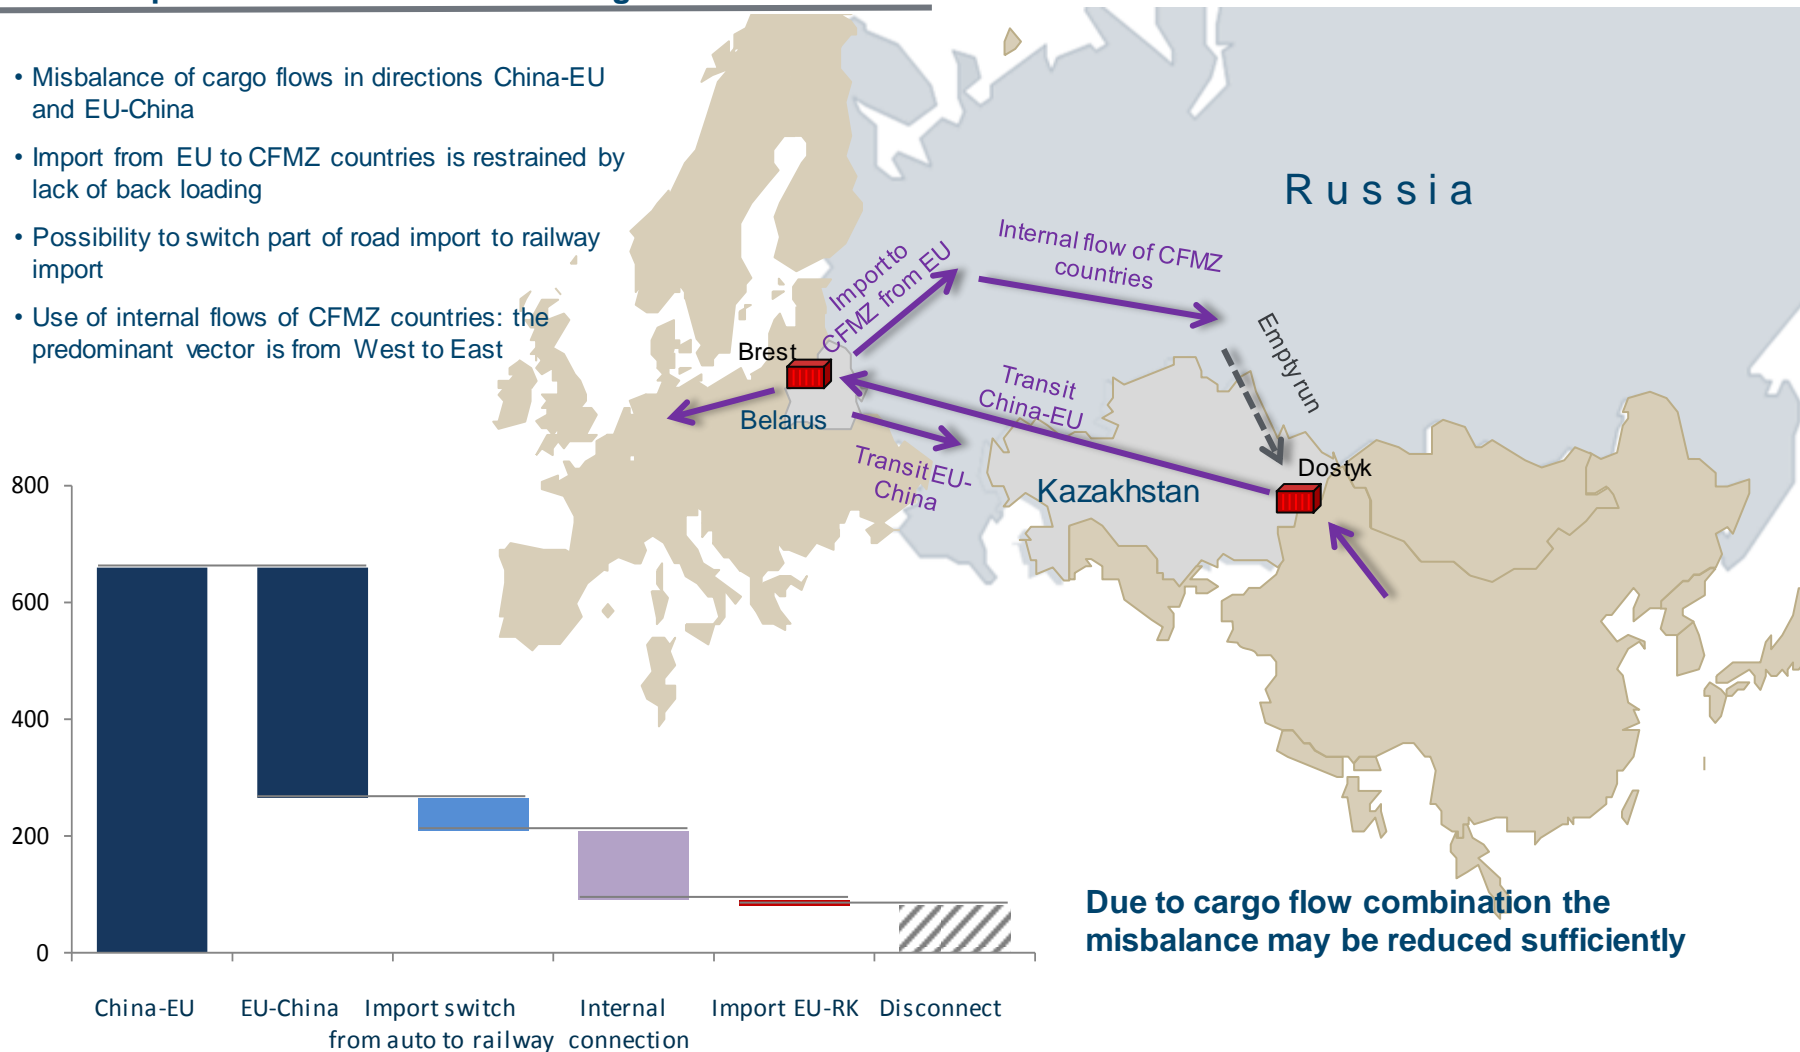 • Misbalance of cargo flows in directions China-EU
and EU-China
• Import from EU to CFMZ countries is restrained by
lack of back loading
• Possibility to switch part of road import to railway
import
• Use of internal flows of CFMZ countries: the
predominant vector is from West to East
Russia
Import to
CFMZ from EU
Internal flow of CFMZ
countries
Empty run
Brest
Transit
China-EU
Belarus
Transit EU-
China
Kazakhstan
Dostyk
800
600
400
200
0
China-EU
EU-China
Import switch
from auto to railway
Internal
connection
Import EU-RK
Disconnect
Due to cargo flow combination the
misbalance may be reduced sufficiently